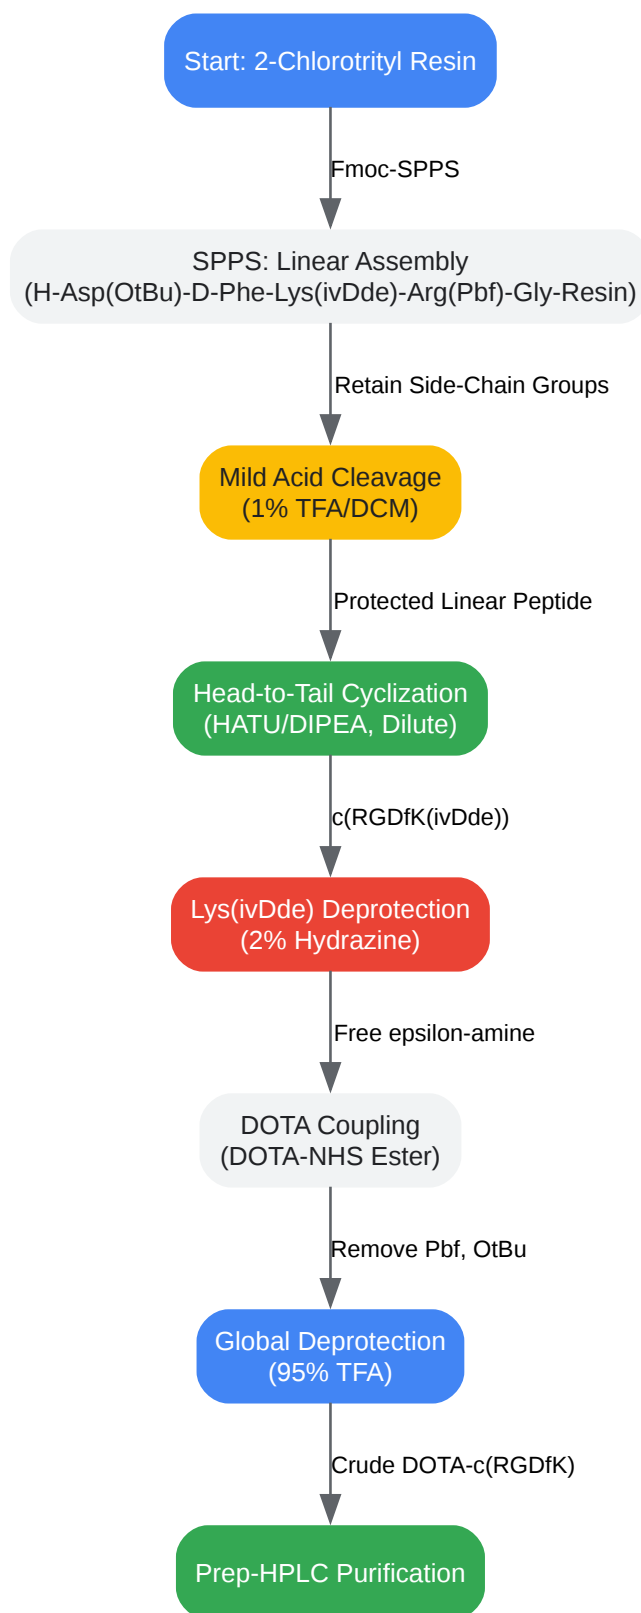 Start: 2-Chlorotrityl Resin
Fmoc-SPPS
SPPS: Linear Assembly
(H-Asp(OtBu)-D-Phe-Lys(ivDde)-Arg(Pbf)-Gly-Resin)
Retain Side-Chain Groups
Mild Acid Cleavage
(1% TFA/DCM)
Protected Linear Peptide
Head-to-Tail Cyclization
(HATU/DIPEA, Dilute)
c(RGDfK(ivDde))
Lys(ivDde) Deprotection
(2% Hydrazine)
Free epsilon-amine
DOTA Coupling
(DOTA-NHS Ester)
Remove Pbf, OtBu
Global Deprotection
(95% TFA)
Crude DOTA-c(RGDfK)
Prep-HPLC Purification